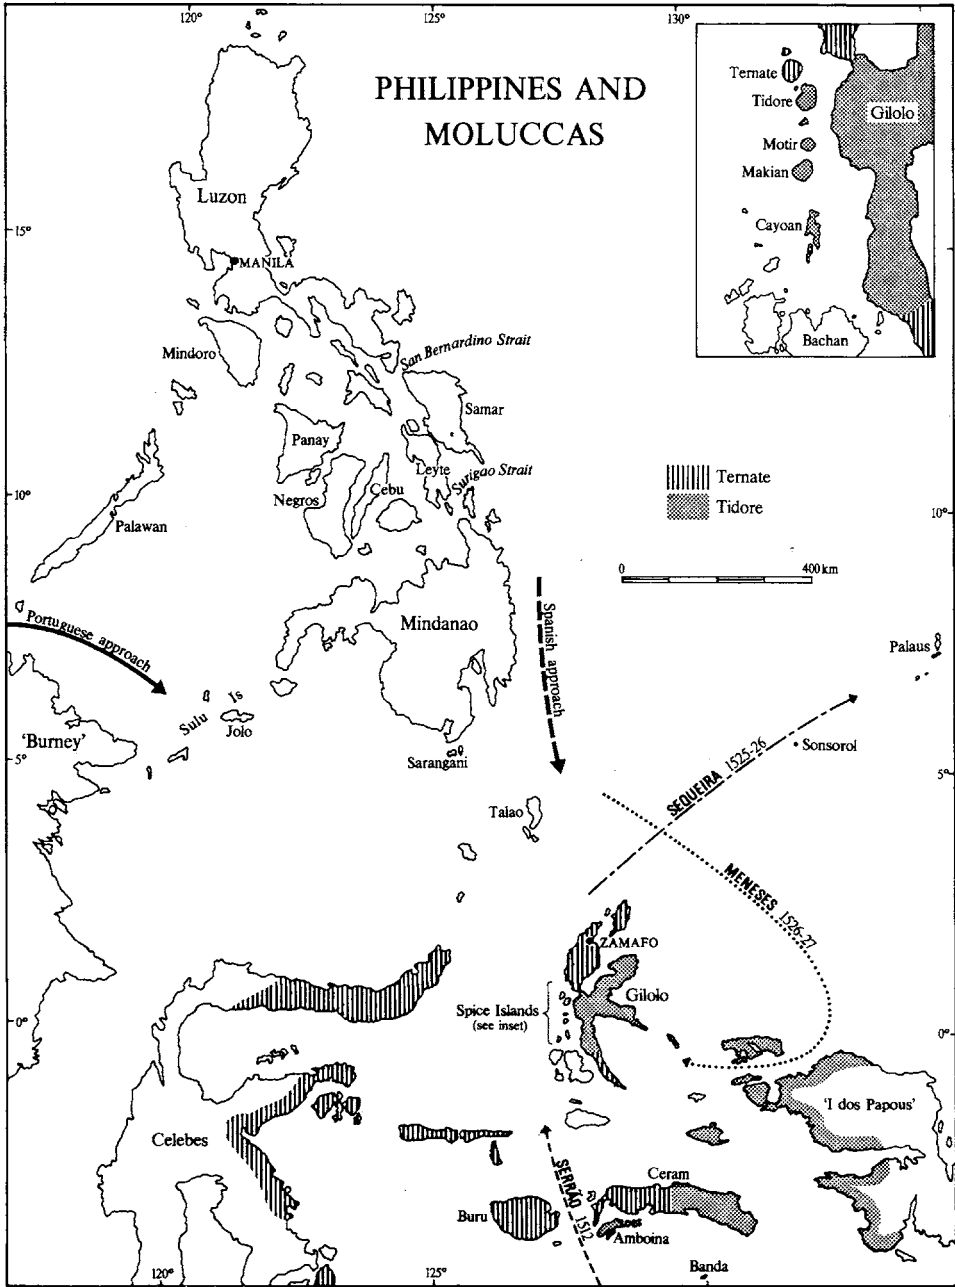 120°
125°
130°
PHILIPPINES AND
MOLUCCAS
Ternate
Tidore
Gilolo
Motir
Makian
Cayoan
Bachan
Luzon
15°
MANILA
Mindoro
San Bernardino Strait
Samar
Panay
Leyte
Surigao Strait
Negros
Cebu
Ternate
Tidore
10°
10°
Palawan
0
400 km
Mindanao
Spanish approach
Portuguese approach
Palaus
Sulu Is
Jolo
'Burney'
Sarangani
Sonsorol
5°
5°
SEQUEIRA 1525-26
Talao
MENESES 1526-27
ZAMAFO
Spice Islands
(see inset)
Gilolo
0°
0°
'I dos Papous'
Celebes
SERRÃO 1512
Ceram
Buru
Amboina
Banda
120°
125°
130°